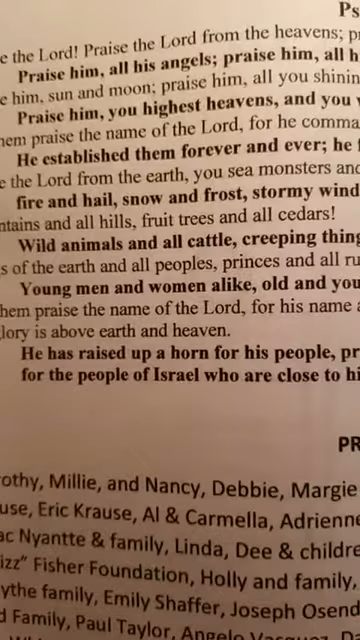 Ps
e the Lord! Praise the Lord from the heavens; pr
Praise him, all his angels; praise him, all h
e him, sun and moon; praise him, all you shinin
Praise him, you highest heavens, and you w
hem praise the name of the Lord, for he comma
He established them forever and ever; he f
e the Lord from the earth, you sea monsters and
fire and hail, snow and frost, stormy wind
ntains and all hills, fruit trees and all cedars!
Wild animals and all cattle, creeping thing
s of the earth and all peoples, princes and all ru
Young men and women alike, old and you
hem praise the name of the Lord, for his name a
lory is above earth and heaven.
He has raised up a horn for his people, pr
for the people of Israel who are close to hi
PR
othy, Millie, and Nancy, Debbie, Margie
use, Eric Krause, Al & Carmella, Adrienne
ac Nyantte & family, Linda, Dee & childre
izz” Fisher Foundation, Holly and family,
ythe family, Emily Shaffer, Joseph Osend
d Family, Paul Taylor, Angelo